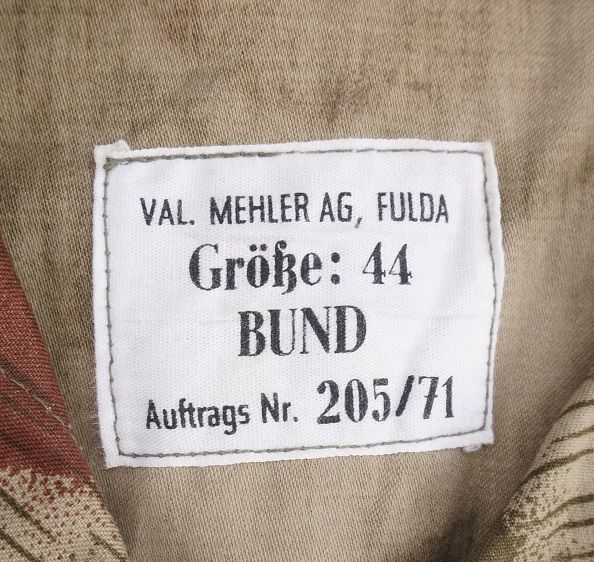 VAL. MEHLER AG, FULDA
Größe: 44
BUND
Auftrags Nr. 205/71